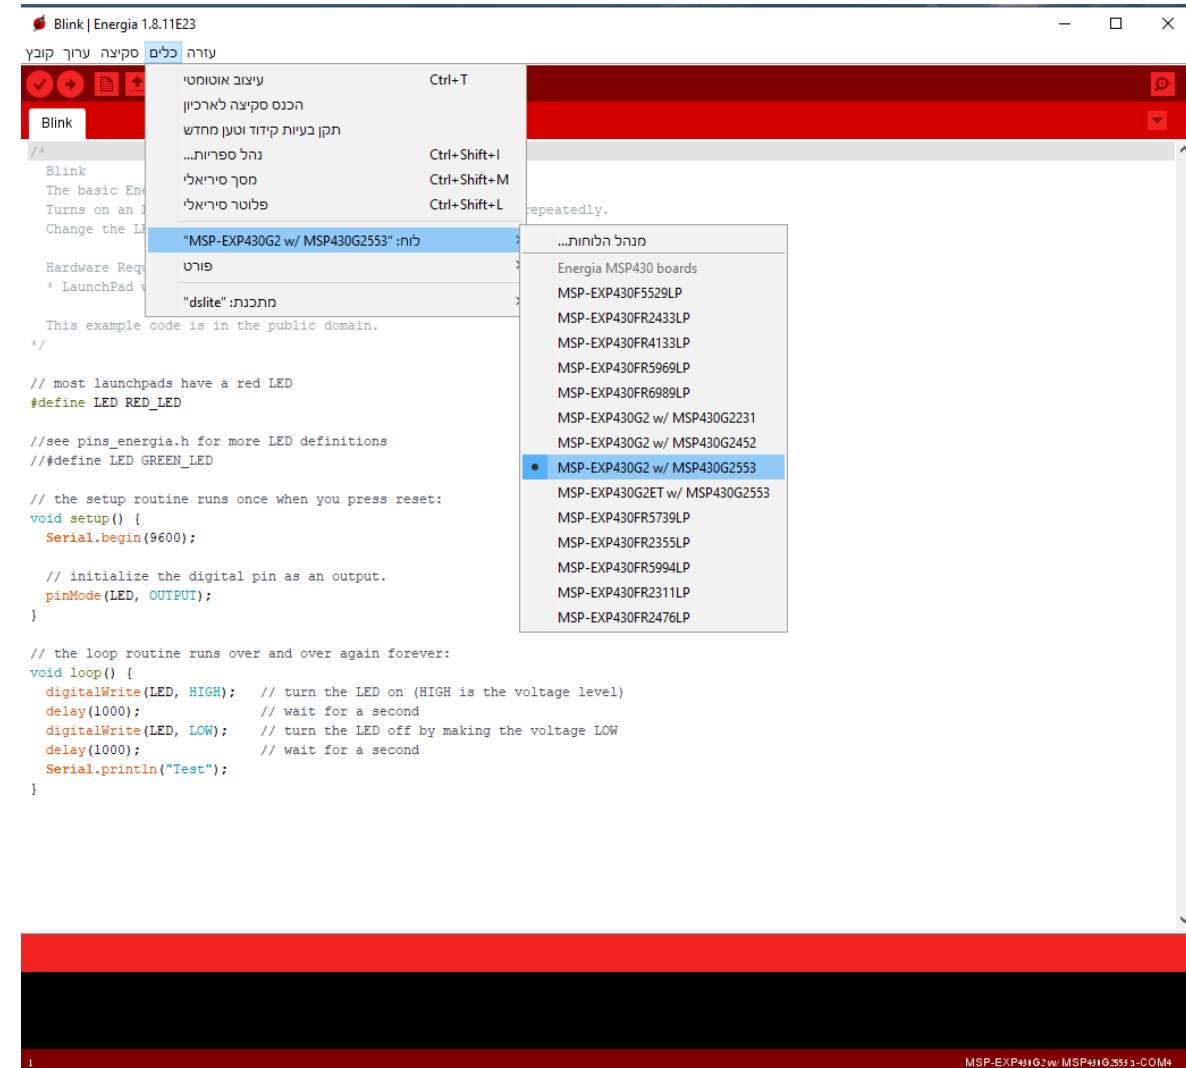 Blink | Energia 1.8.11E23
קובץ ערוך סקיצה כלים עזרה
Blink
עיצוב אוטומטי Ctrl+T
הכנס סקיצה לארכיון
תקן בעיות קידוד וטען מחדש
נהל ספריות... Ctrl+Shift+I
מסך סיריאלי Ctrl+Shift+M
פלוטר סיריאלי Ctrl+Shift+L
לוח: "MSP-EXP430G2 w/ MSP430G2553"
פורט
מתכנת: "dslite"
מנהל הלוחות...
Energia MSP430 boards
MSP-EXP430F5529LP
MSP-EXP430FR2433LP
MSP-EXP430FR4133LP
MSP-EXP430FR5969LP
MSP-EXP430FR6989LP
MSP-EXP430G2 w/ MSP430G2231
MSP-EXP430G2 w/ MSP430G2452
MSP-EXP430G2 w/ MSP430G2553
MSP-EXP430G2ET w/ MSP430G2553
MSP-EXP430FR5739LP
MSP-EXP430FR2355LP
MSP-EXP430FR5994LP
MSP-EXP430FR2311LP
MSP-EXP430FR2476LP
/*
Blink
The basic Ene
Turns on an repeatedly.
Change the
Hardware Requ
* LaunchPad
This example code is in the public domain.
*/
// most launchpads have a red LED
#define LED RED_LED
//see pins_energia.h for more LED definitions
//#define LED GREEN_LED
// the setup routine runs once when you press reset:
void setup() {
Serial.begin(9600);
// initialize the digital pin as an output.
pinMode(LED, OUTPUT);
}
// the loop routine runs over and over again forever:
void loop() {
digitalWrite(LED, HIGH); // turn the LED on (HIGH is the voltage level)
delay(1000); // wait for a second
digitalWrite(LED, LOW); // turn the LED off by making the voltage LOW
delay(1000); // wait for a second
Serial.println("Test");
}
1
MSP-EXP430G2 w/ MSP430G2553 ב-COM4